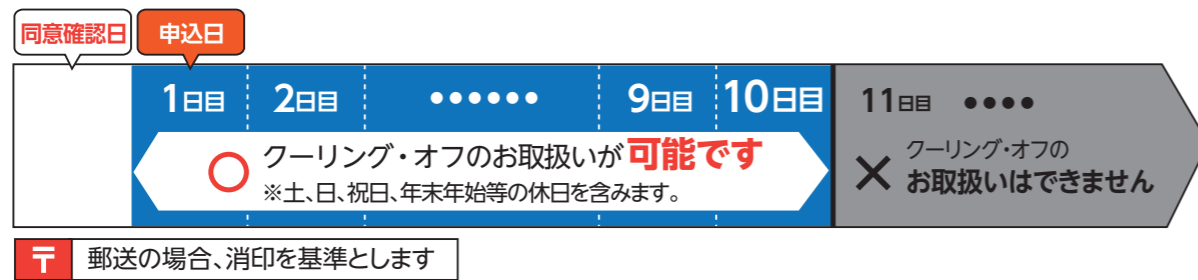 同意確認日 申込日
1日目 2日目 •••••• 9日目 10日目 11日目 ••••
○ クーリング・オフのお取扱いが可能です
※土、日、祝日、年末年始等の休日を含みます。
× クーリング・オフの
お取扱いはできません
〒 郵送の場合、消印を基準とします